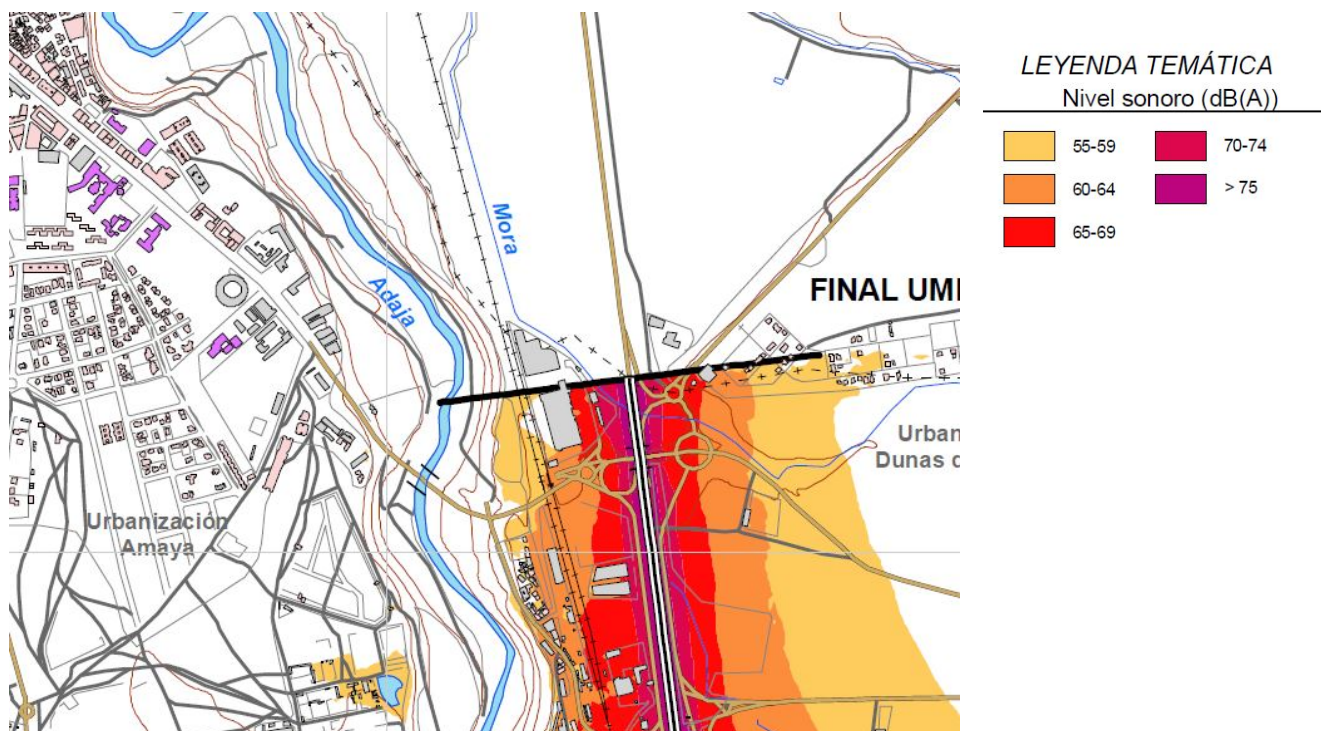 LEYENDA TEMÁTICA
Nivel sonoro (dB(A))
55-59
70-74
60-64
> 75
65-69
Mora
Adaja
FINAL UM
Urban
Dunas d
Urbanización
Amaya